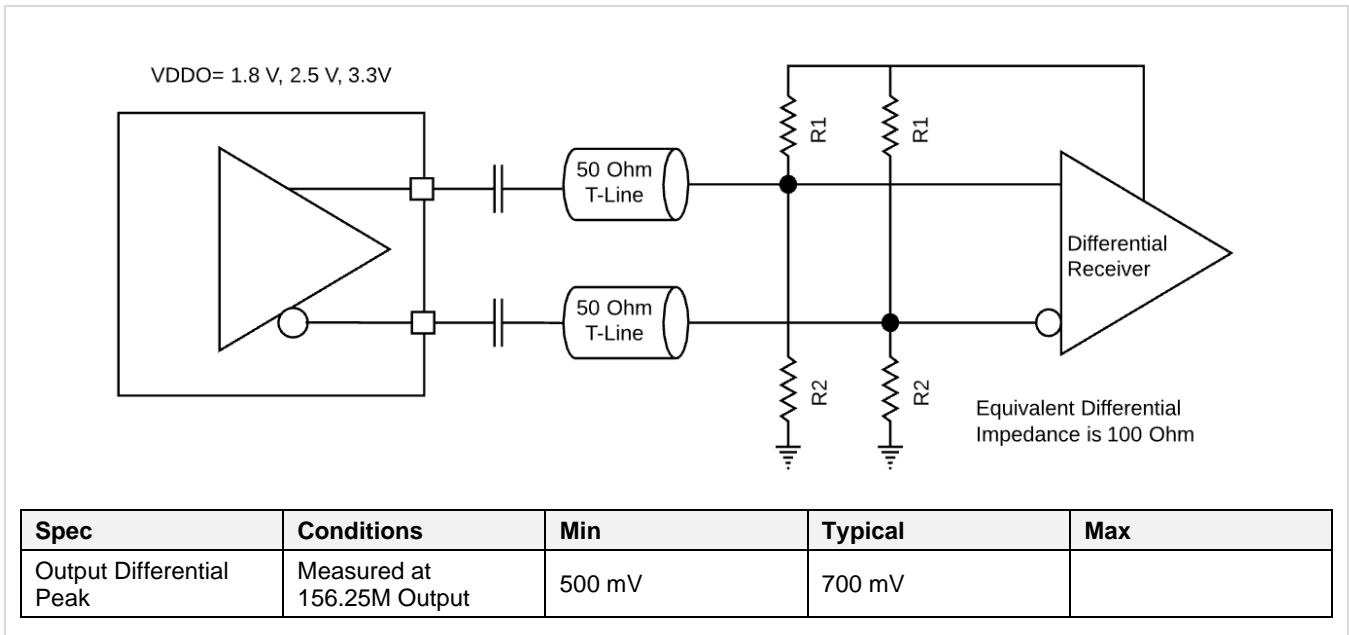 VDDO= 1.8 V, 2.5 V, 3.3V
R1
R1
50 Ohm
T-Line
Differential
Receiver
50 Ohm
T-Line
R2
R2
Equivalent Differential
Impedance is 100 Ohm
Spec Conditions Min Typical Max
Output Differential
Peak
Measured at
156.25M Output
500 mV
700 mV